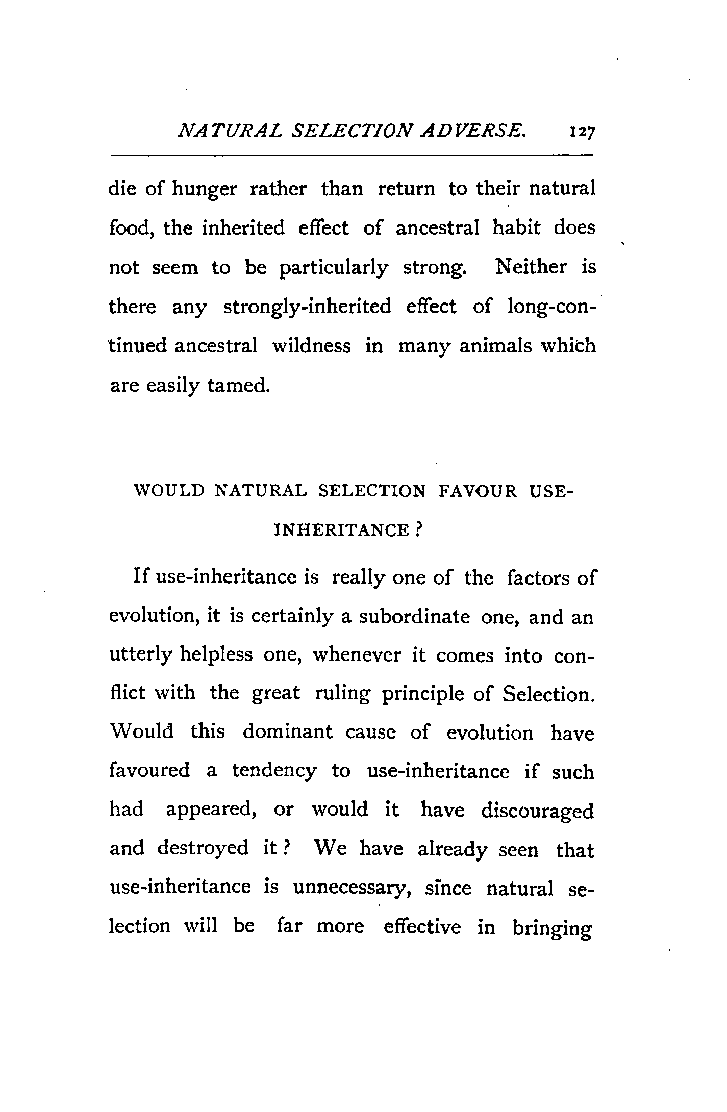 NATURAL SELECTION ADVERSE. 127
die of hunger rather than return to their natural
food, the inherited effect of ancestral habit does
not seem to be particularly strong. Neither is
there any strongly-inherited effect of long-con-
tinued ancestral wildness in many animals which
are easily tamed.
WOULD NATURAL SELECTION FAVOUR USE-
INHERITANCE ?
If use-inheritance is really one of the factors of
evolution, it is certainly a subordinate one, and an
utterly helpless one, whenever it comes into con-
flict with the great ruling principle of Selection.
Would this dominant cause of evolution have
favoured a tendency to use-inheritance if such
had appeared, or would it have discouraged
and destroyed it ? We have already seen that
use-inheritance is unnecessary, since natural se-
lection will be far more effective in bringing